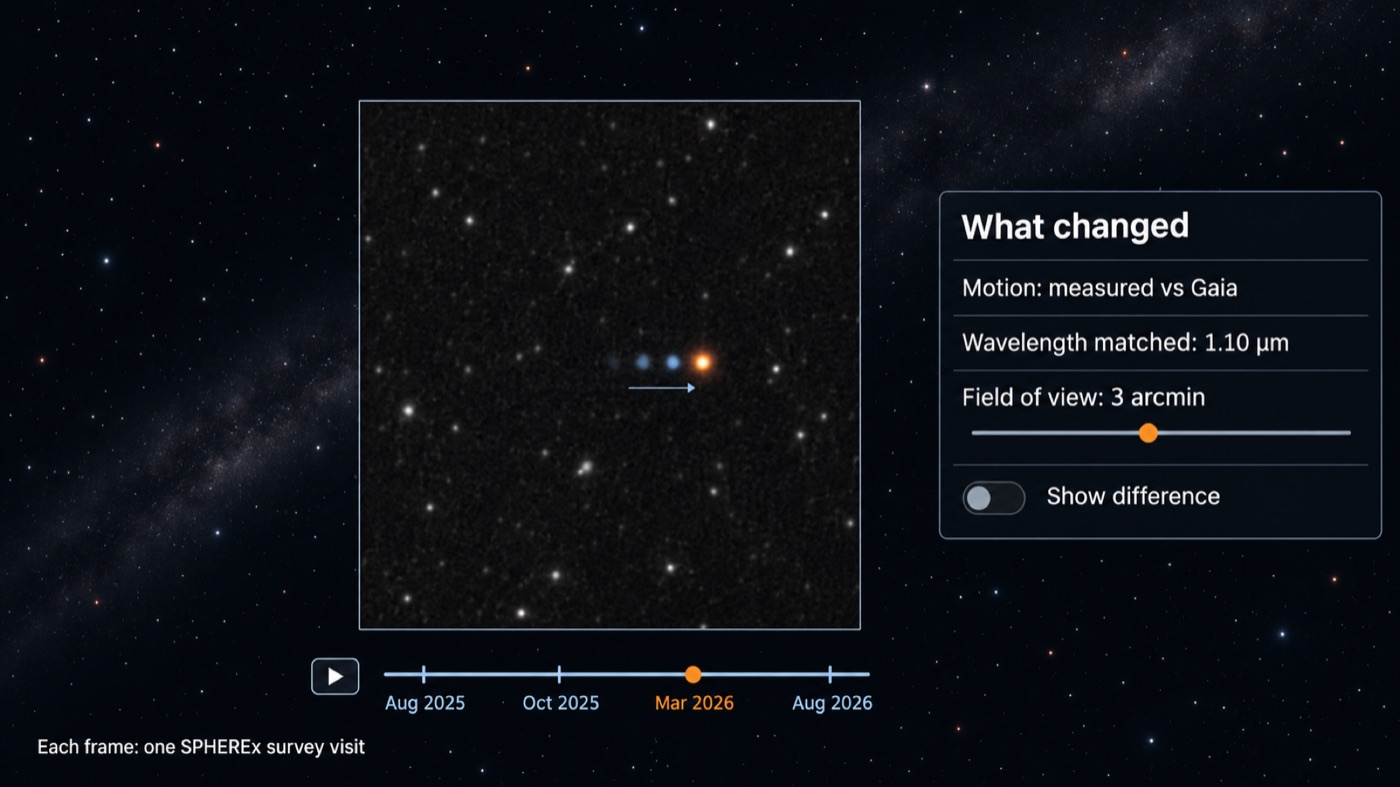 What changed
Motion: measured vs Gaia
Wavelength matched: 1.10 µm
Field of view: 3 arcmin
Show difference
Aug 2025
Oct 2025
Mar 2026
Aug 2026
Each frame: one SPHEREx survey visit